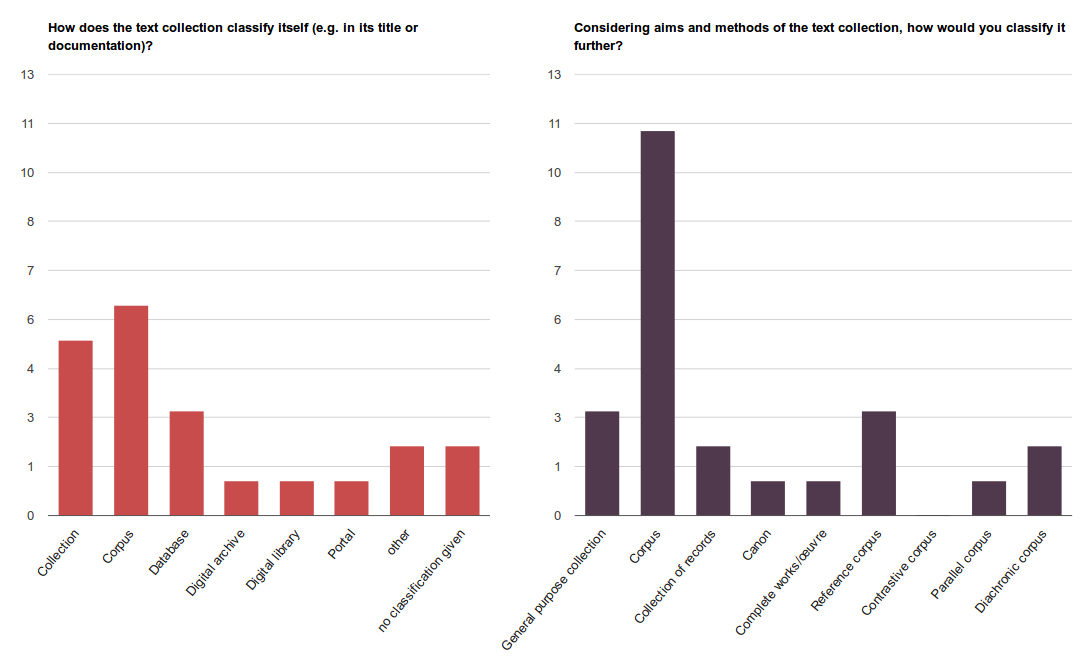 How does the text collection classify itself (e.g. in its title or
documentation)?
13
11
10
8
7
6
4
3
1
0
Collection
Corpus
Database
Digital archive
Digital library
Portal
other
no classification given
Considering aims and methods of the text collection, how would you classify it
further?
13
11
10
8
7
6
4
3
1
0
General purpose collection
Corpus
Collection of records
Canon
Complete works/œuvre
Reference corpus
Contrastive corpus
Parallel corpus
Diachronic corpus